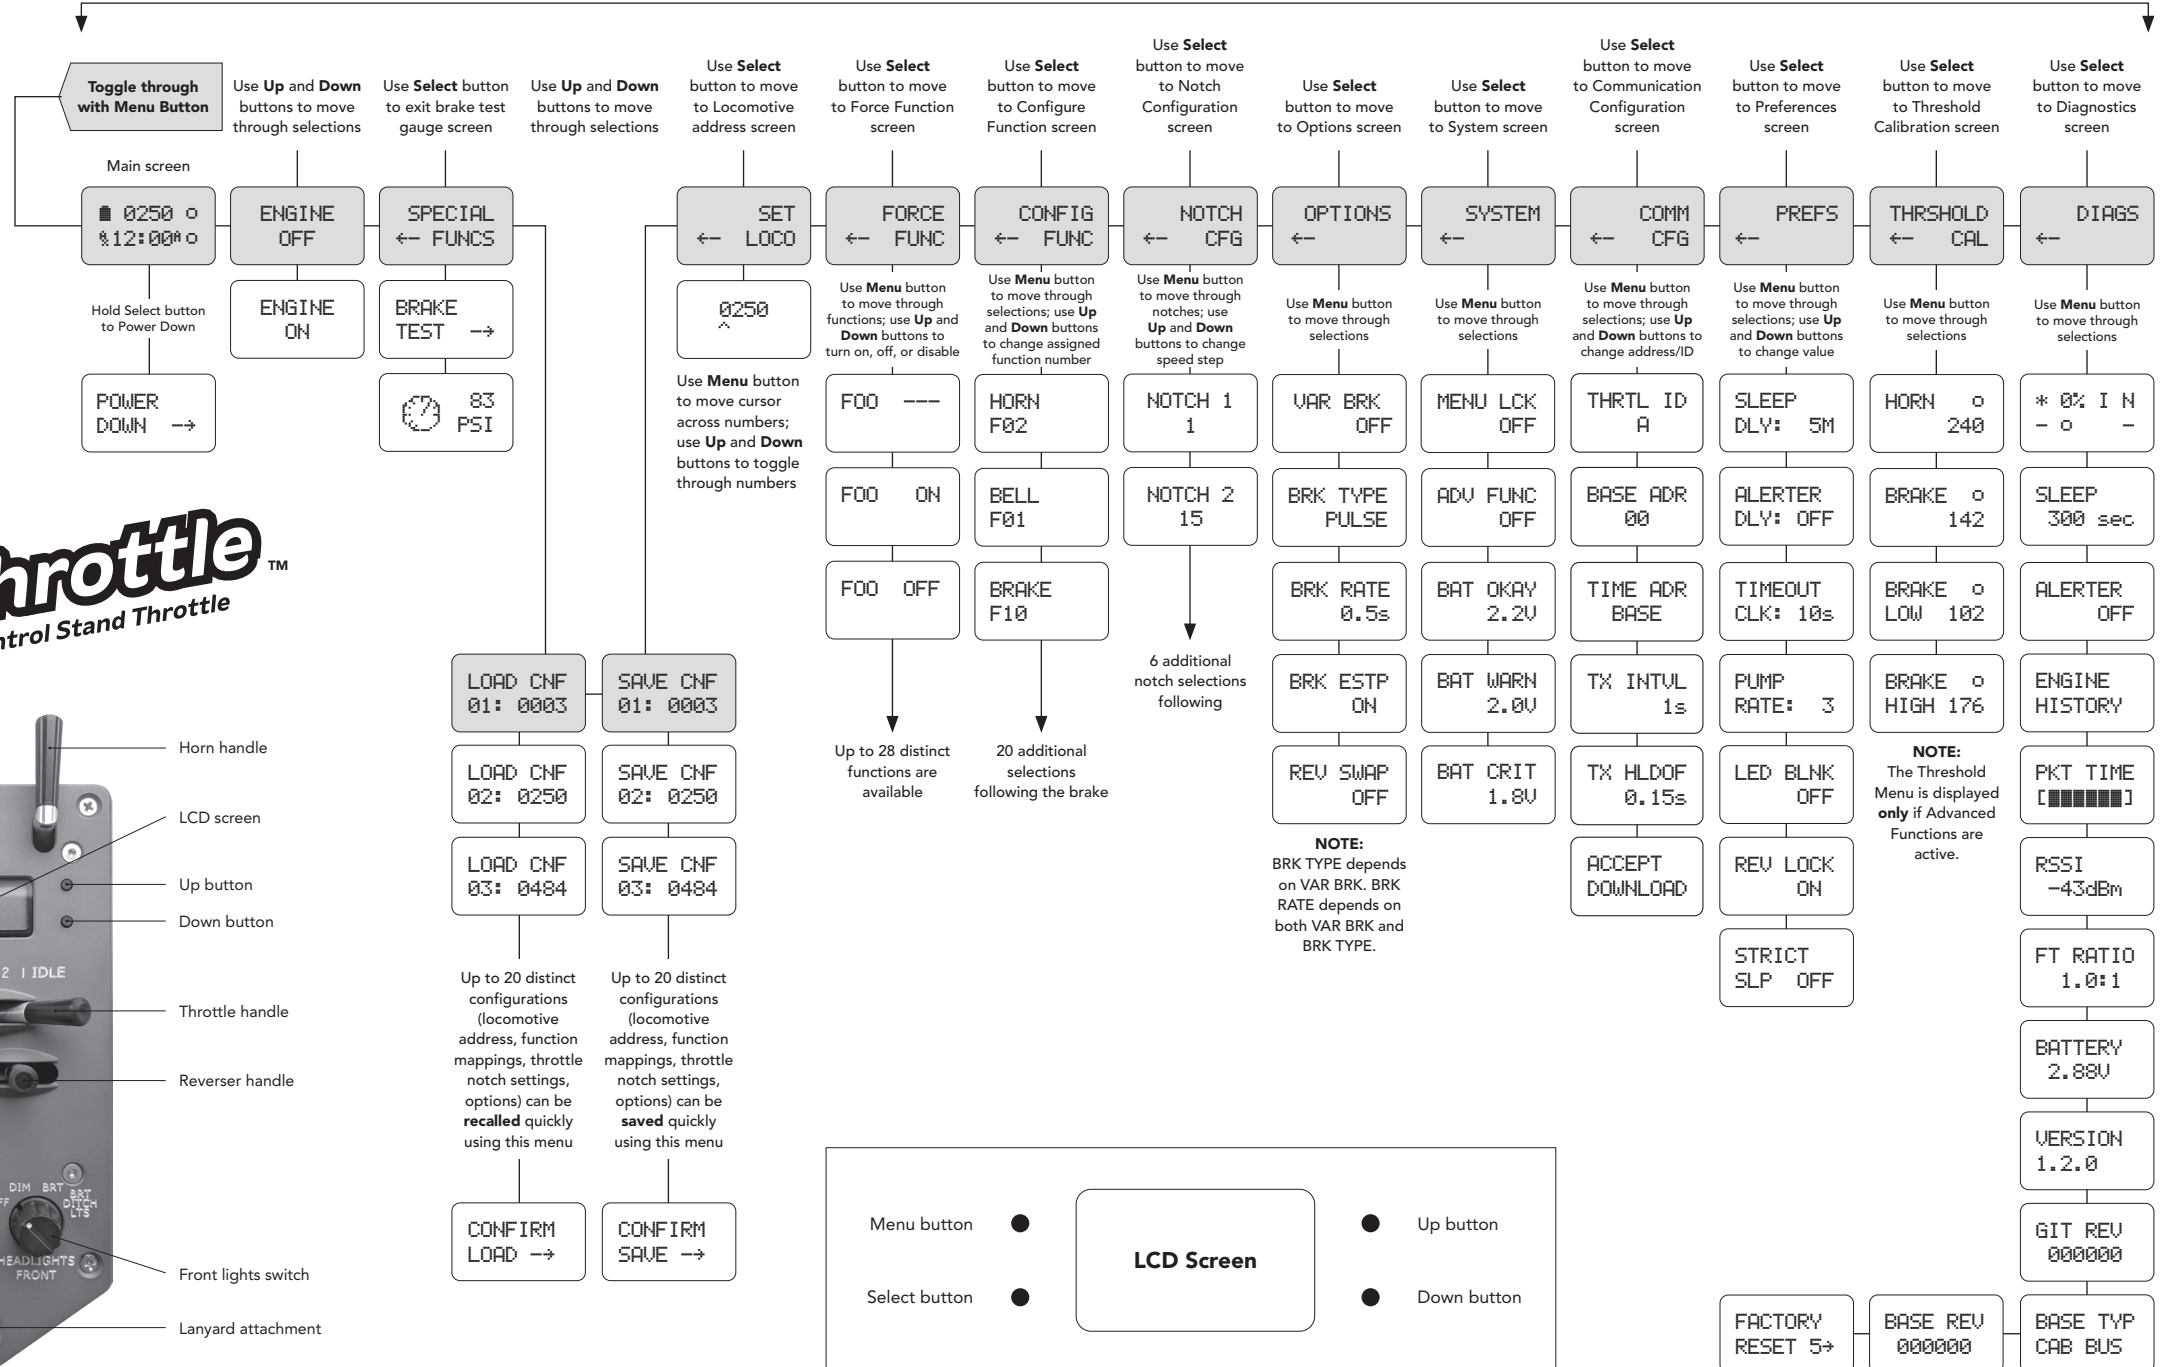 Toggle through
with Menu Button
Use Up and Down
buttons to move
through selections
Use Select button
to exit brake test
gauge screen
Use Up and Down
buttons to move
through selections
Use Select
button to move
to Locomotive
address screen
Use Select
button to move
to Force Function
screen
Use Select
button to move
to Configure
Function screen
Use Select
button to move
to Notch
Configuration
screen
Use Select
button to move
to Options screen
Use Select
button to move
to System screen
Use Select
button to move
to Communication
Configuration
screen
Use Select
button to move
to Preferences
screen
Use Select
button to move
to Threshold
Calibration screen
Use Select
button to move
to Diagnostics
screen
Main screen
0250 o
12:00A o
ENGINE
OFF
SPECIAL
← FUNCS
SET
← LOCO
FORCE
← FUNC
CONFIG
← FUNC
NOTCH
← CFG
OPTIONS
←
SYSTEM
←
COMM
← CFG
PREFS
←
THRSHOLD
← CAL
DIAGS
←
Hold Select button
to Power Down
POWER
DOWN →
ENGINE
ON
BRAKE
TEST →
83
PSI
LOAD CNF
01: 0003
LOAD CNF
02: 0250
LOAD CNF
03: 0484
Up to 20 distinct
configurations
(locomotive
address, function
mappings, throttle
notch settings,
options) can be
recalled quickly
using this menu
CONFIRM
LOAD →
SAVE CNF
01: 0003
SAVE CNF
02: 0250
SAVE CNF
03: 0484
Up to 20 distinct
configurations
(locomotive
address, function
mappings, throttle
notch settings,
options) can be
saved quickly
using this menu
CONFIRM
SAVE →
0250
^
Use Menu button
to move cursor
across numbers;
use Up and Down
buttons to toggle
through numbers
Use Menu button
to move through
functions; use Up and
Down buttons to
turn on, off, or disable
F00 ---
F00 ON
F00 OFF
Up to 28 distinct
functions are
available
Use Menu button
to move through
selections; use Up
and Down buttons
to change assigned
function number
HORN
F02
BELL
F01
BRAKE
F10
20 additional
selections
following the brake
Use Menu button
to move through
notches; use
Up and Down
buttons to change
speed step
NOTCH 1
1
NOTCH 2
15
6 additional
notch selections
following
Use Menu button
to move through
selections
VAR BRK
OFF
BRK TYPE
PULSE
BRK RATE
0.5s
BRK ESTP
ON
REV SWAP
OFF
NOTE:
BRK TYPE depends
on VAR BRK. BRK
RATE depends on
both VAR BRK and
BRK TYPE.
Use Menu button
to move through
selections
MENU LCK
OFF
ADV FUNC
OFF
BAT OKAY
2.2V
BAT WARN
2.0V
BAT CRIT
1.8V
Use Menu button
to move through
selections; use Up
and Down buttons to
change address/ID
THRTL ID
A
BASE ADR
00
TIME ADR
BASE
TX INTVL
1s
TX HLDOF
0.15s
ACCEPT
DOWNLOAD
Use Menu button
to move through
selections; use Up
and Down buttons
to change value
SLEEP
DLY: 5M
ALERTER
DLY: OFF
TIMEOUT
CLK: 10s
PUMP
RATE: 3
LED BLNK
OFF
REV LOCK
ON
STRICT
SLP OFF
Use Menu button
to move through
selections
HORN o
240
BRAKE o
142
BRAKE o
LOW 102
BRAKE o
HIGH 176
NOTE:
The Threshold
Menu is displayed
only if Advanced
Functions are
active.
Use Menu button
to move through
selections
* 0% I N
- o -
SLEEP
300 sec
ALERTER
OFF
ENGINE
HISTORY
PKT TIME
[██████]
RSSI
-43dBm
FT RATIO
1.0:1
BATTERY
2.88V
VERSION
1.2.0
GIT REV
000000
BASE TYP
CAB BUS
BASE REV
000000
FACTORY
RESET 5→
hrottle™
ntrol Stand Throttle
Horn handle
LCD screen
Up button
Down button
2 1 IDLE
Throttle handle
Reverser handle
DIM BRT
BRT
DITCH
LTS
HEADLIGHTS
FRONT
Front lights switch
Lanyard attachment
Menu button
Select button
LCD Screen
Up button
Down button